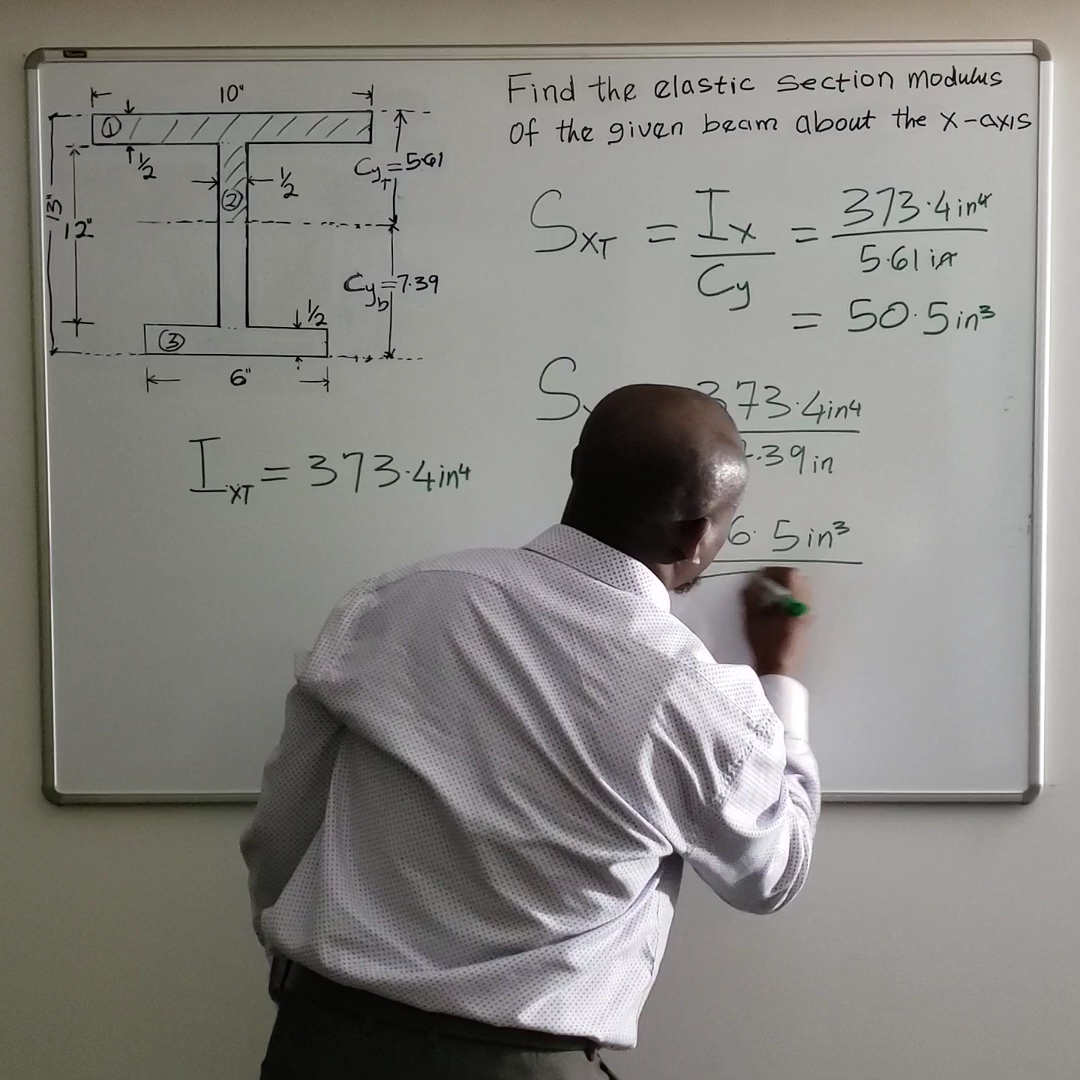 Find the elastic section modulus
of the given beam about the x-axis
10"
①
1/2
②
1/2
Cy_T = 5.61
13"
12"
Cy_b = 7.39
1/2
③
6"
S_XT = I_x / C_y = 373.4 in⁴ / 5.61 in
= 50.5 in³
I_XT = 373.4 in⁴
S
373.4 in⁴
.39 in
6.5 in³